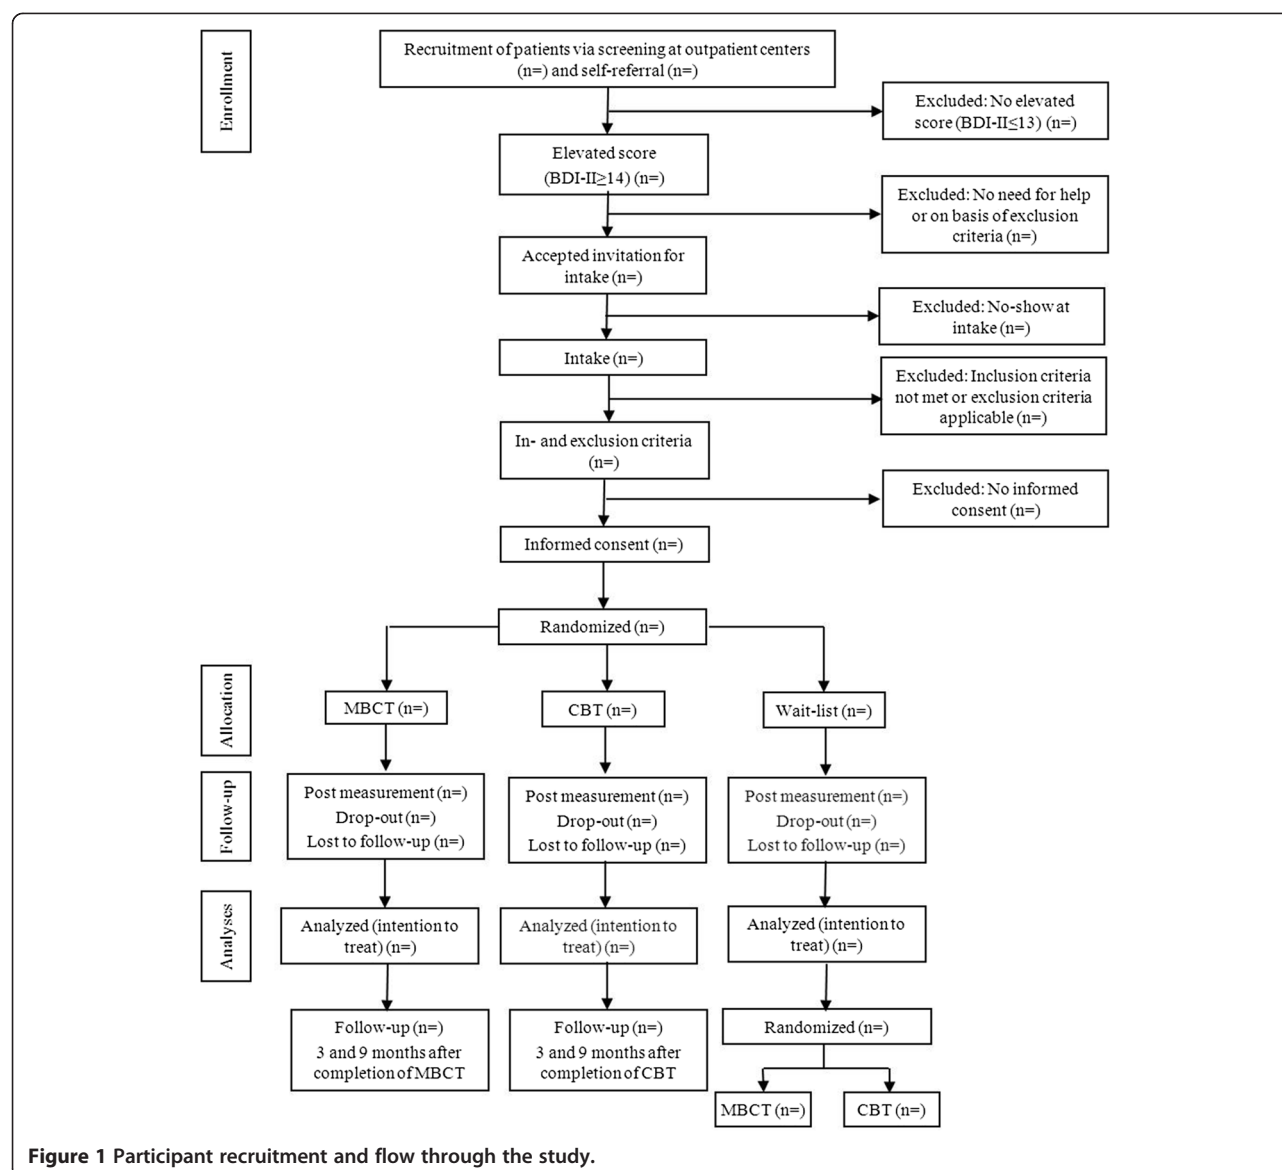 Enrollment
Recruitment of patients via screening at outpatient centers
(n=) and self-referral (n=)
Excluded: No elevated
score (BDI-II≤13) (n=)
Elevated score
(BDI-II≥14) (n=)
Excluded: No need for help
or on basis of exclusion
criteria (n=)
Accepted invitation for
intake (n=)
Excluded: No-show at
intake (n=)
Intake (n=)
Excluded: Inclusion criteria
not met or exclusion criteria
applicable (n=)
In- and exclusion criteria
(n=)
Excluded: No informed
consent (n=)
Informed consent (n=)
Randomized (n=)
Allocation
MBCT (n=)
CBT (n=)
Wait-list (n=)
Follow-up
Post measurement (n=)
Drop-out (n=)
Lost to follow-up (n=)
Post measurement (n=)
Drop-out (n=)
Lost to follow-up (n=)
Post measurement (n=)
Drop-out (n=)
Lost to follow-up (n=)
Analyses
Analyzed (intention to
treat) (n=)
Analyzed (intention to
treat) (n=)
Analyzed (intention to
treat) (n=)
Follow-up (n=)
3 and 9 months after
completion of MBCT
Follow-up (n=)
3 and 9 months after
completion of CBT
Randomized (n=)
MBCT (n=)
CBT (n=)
Figure 1 Participant recruitment and flow through the study.